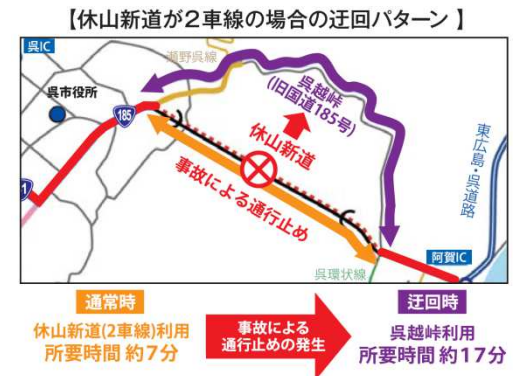 【休山新道が2車線の場合の迂回パターン】
呉IC
瀬野呉線
呉市役所
185
呉越峠
(旧国道185号)
休山新道
事故による通行止め
東広島・呉道路
阿賀IC
呉環状線
1
通常時
休山新道(2車線)利用
所要時間 約7分
事故による
通行止めの発生
迂回時
呉越峠利用
所要時間 約17分